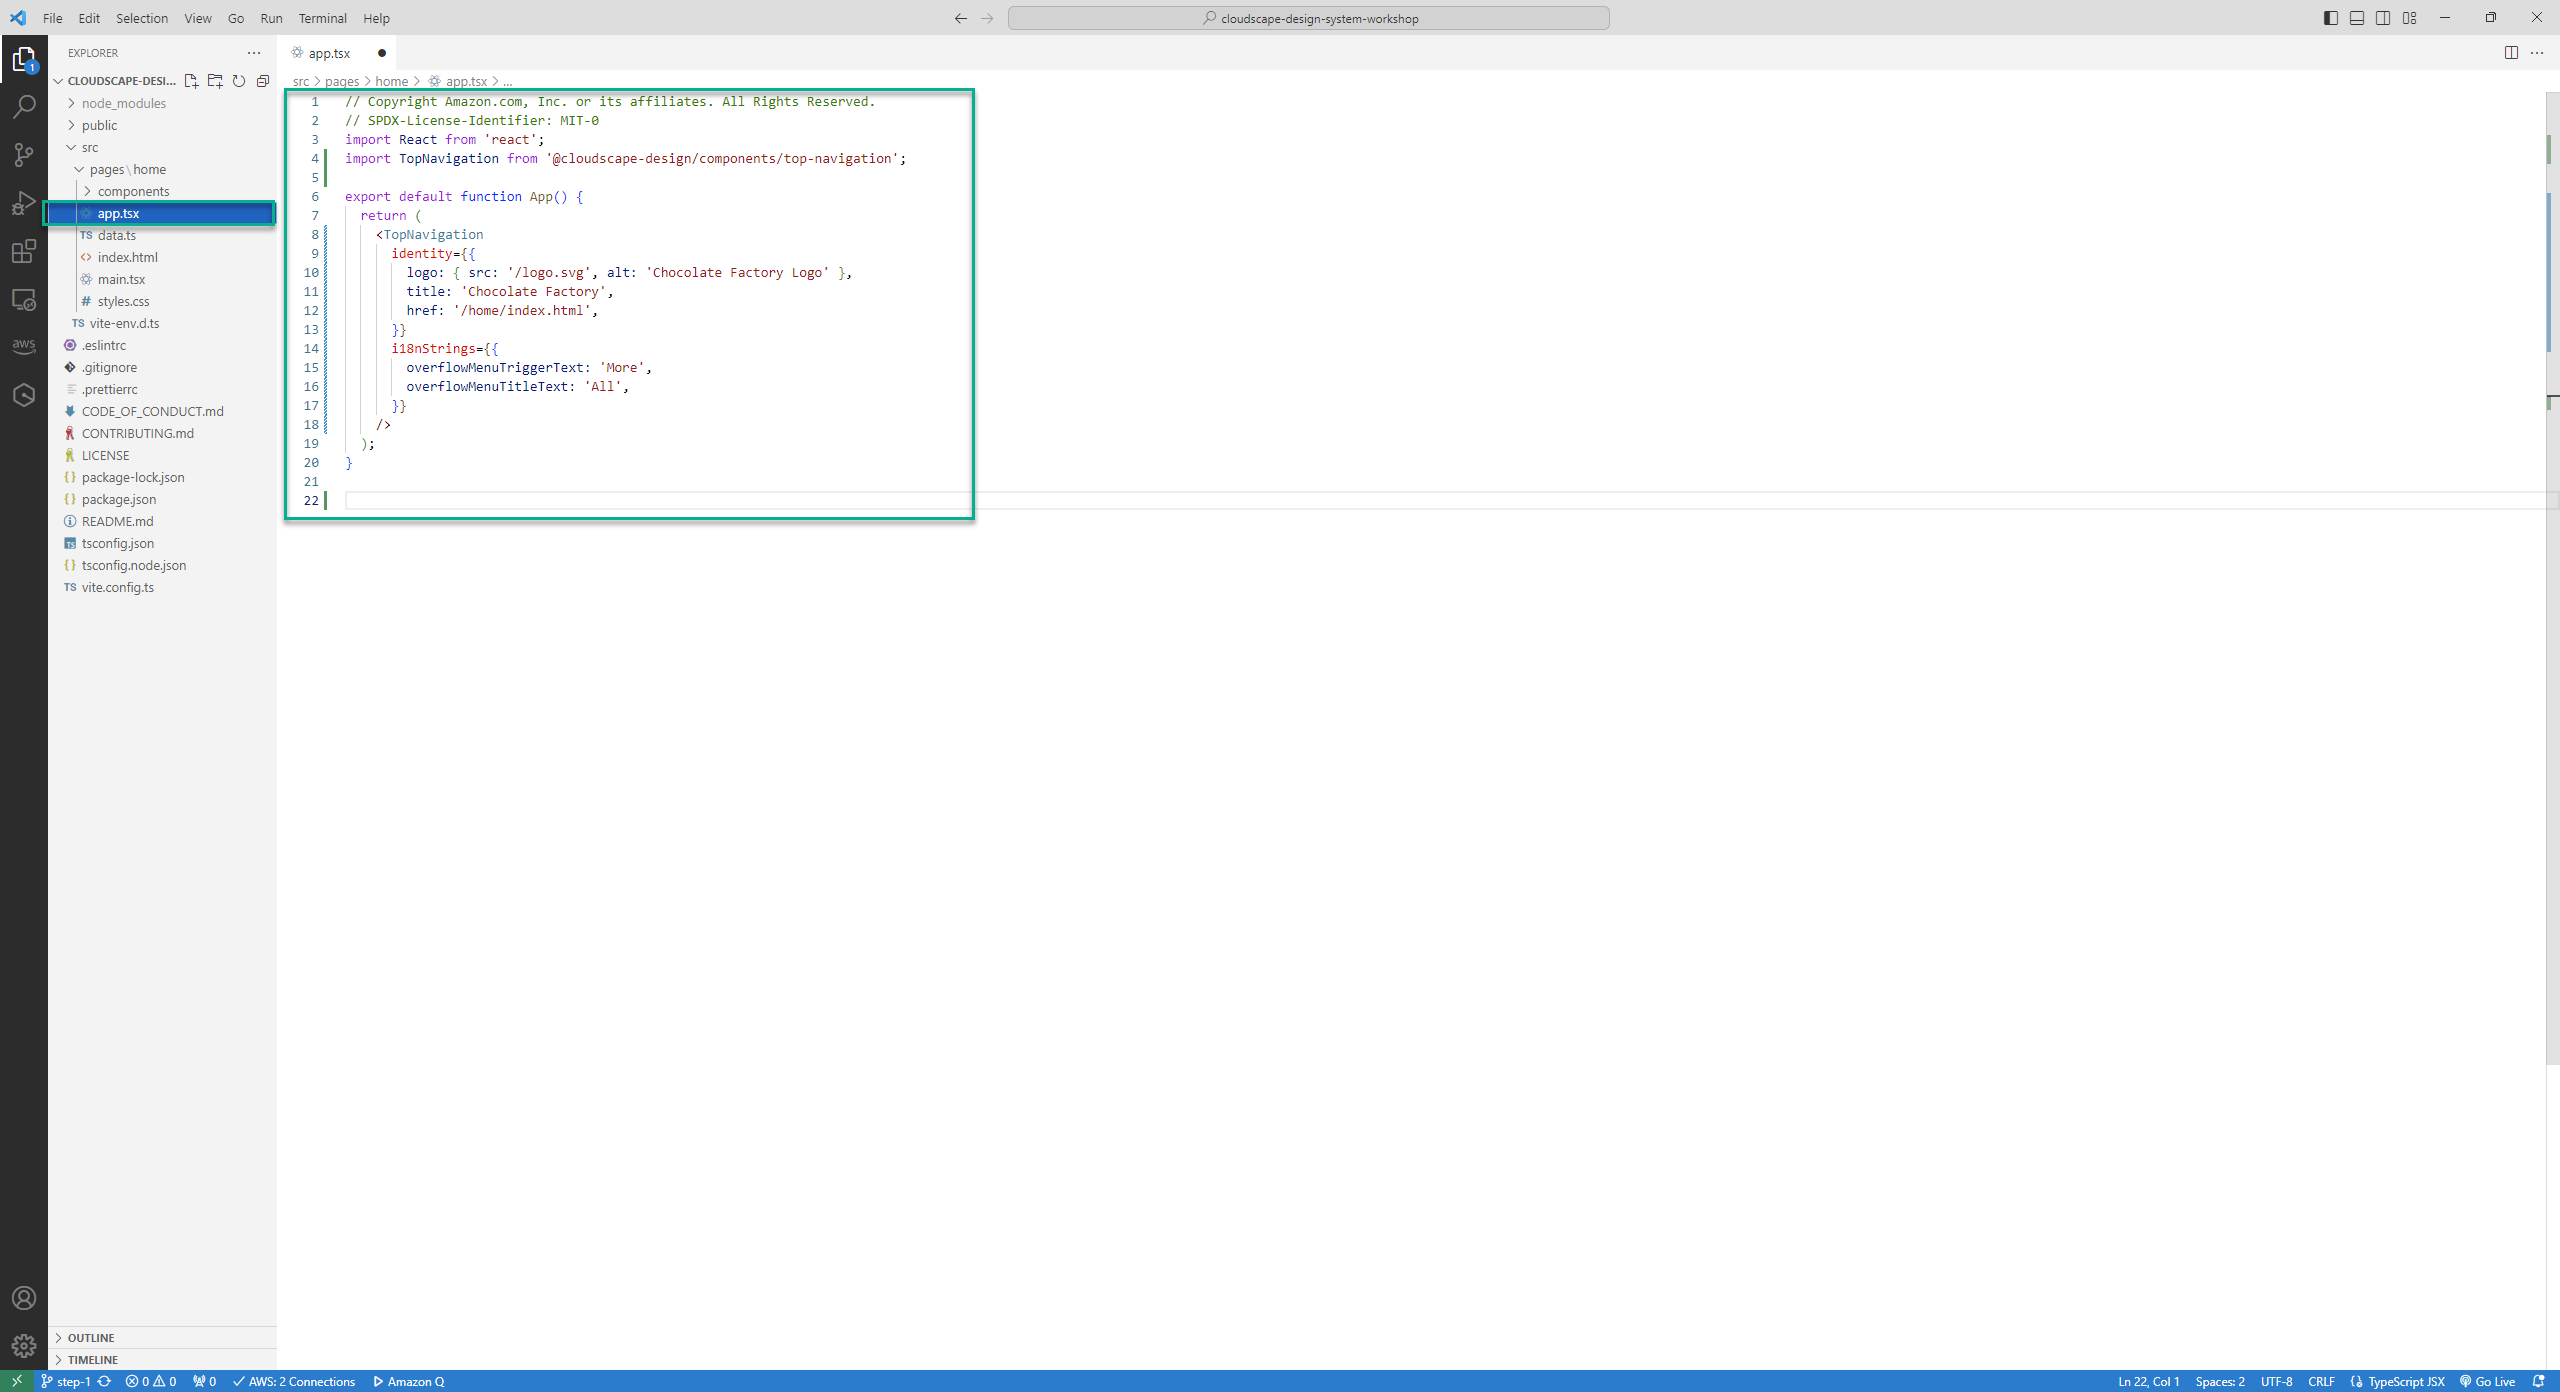 File Edit Selection View Go Run Terminal Help
cloudscape-design-system-workshop
EXPLORER
CLOUDSCAPE-DESI...
node_modules
public
src
pages\home
components
app.tsx
data.ts
index.html
main.tsx
styles.css
TS vite-env.d.ts
.eslintrc
.gitignore
.prettierrc
CODE_OF_CONDUCT.md
CONTRIBUTING.md
LICENSE
package-lock.json
package.json
README.md
tsconfig.json
tsconfig.node.json
TS vite.config.ts
OUTLINE
TIMELINE
aws
1
app.tsx
src > pages > home > app.tsx > ...
1 // Copyright Amazon.com, Inc. or its affiliates. All Rights Reserved.
2 // SPDX-License-Identifier: MIT-0
3 import React from 'react';
4 import TopNavigation from '@cloudscape-design/components/top-navigation';
5
6 export default function App() {
7 return (
8 <TopNavigation
9 identity={{
10 logo: { src: '/logo.svg', alt: 'Chocolate Factory Logo' },
11 title: 'Chocolate Factory',
12 href: '/home/index.html',
13 }}
14 i18nStrings={{
15 overflowMenuTriggerText: 'More',
16 overflowMenuTitleText: 'All',
17 }}
18 />
19 );
20 }
21
22
step-1 0 0 0 AWS: 2 Connections Amazon Q
Ln 22, Col 1 Spaces: 2 UTF-8 CRLF {} TypeScript JSX Go Live